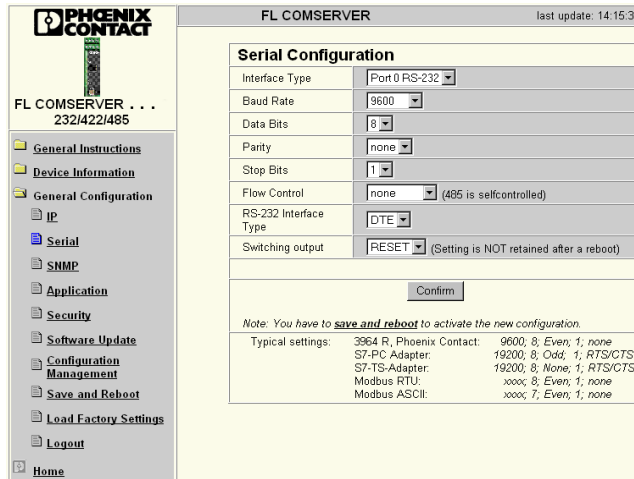 PHŒNIX
CONTACT
FL COMSERVER . . .
232/422/485
General Instructions
Device Information
General Configuration
IP
Serial
SNMP
Application
Security
Software Update
Configuration
Management
Save and Reboot
Load Factory Settings
Logout
Home
FL COMSERVER
last update: 14:15:3
Serial Configuration
Interface Type Port 0 RS-232
Baud Rate 9600
Data Bits 8
Parity none
Stop Bits 1
Flow Control none (485 is selfcontrolled)
RS-232 Interface
Type DTE
Switching output RESET (Setting is NOT retained after a reboot)
Confirm
Note: You have to save and reboot to activate the new configuration.
Typical settings: 3964 R, Phoenix Contact: 9600; 8; Even; 1; none
S7-PC Adapter: 19200; 8; Odd; 1; RTS/CTS
S7-TS-Adapter: 19200; 8; None; 1; RTS/CTS
Modbus RTU: xxxx; 8; Even; 1; none
Modbus ASCII: xxxx; 7; Even; 1; none